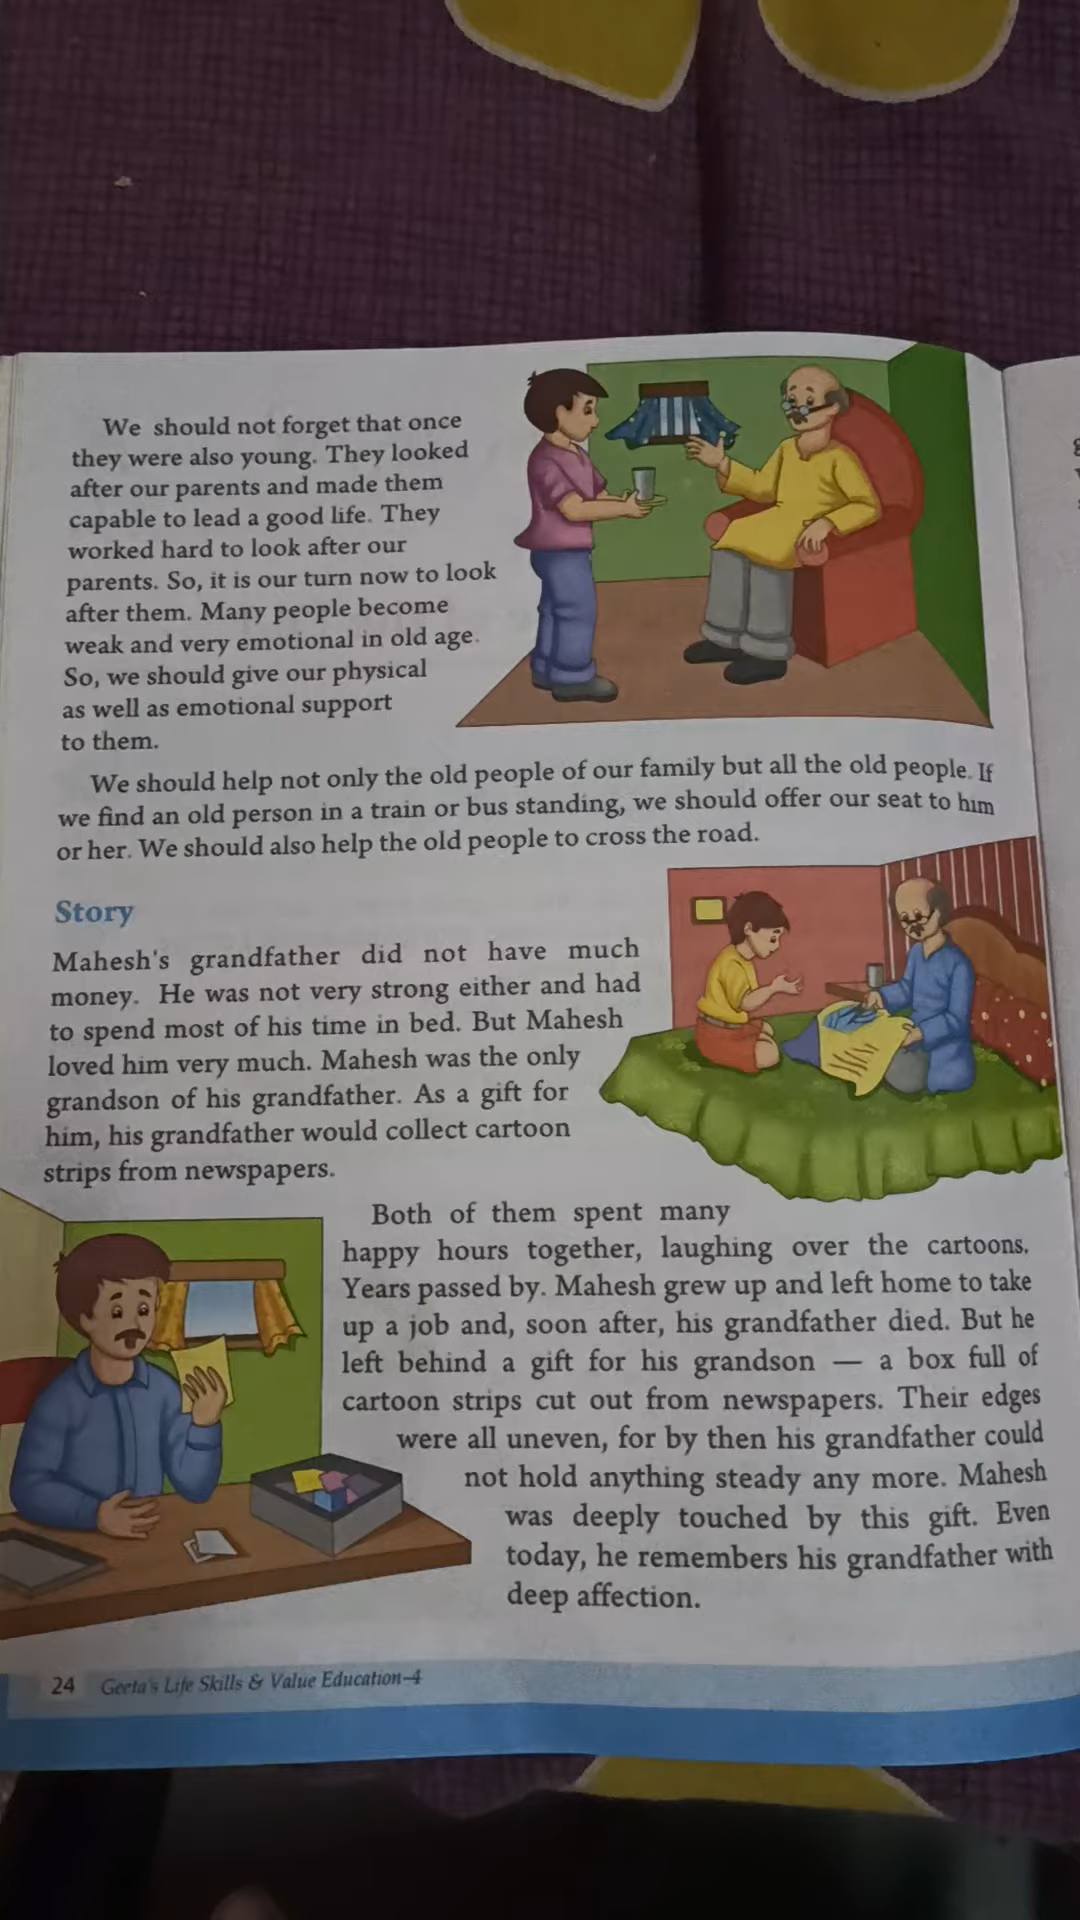 We should not forget that once
they were also young. They looked
after our parents and made them
capable to lead a good life. They
worked hard to look after our
parents. So, it is our turn now to look
after them. Many people become
weak and very emotional in old age.
So, we should give our physical
as well as emotional support
to them.
We should help not only the old people of our family but all the old people. If
we find an old person in a train or bus standing, we should offer our seat to him
or her. We should also help the old people to cross the road.
Story
Mahesh's grandfather did not have much
money. He was not very strong either and had
to spend most of his time in bed. But Mahesh
loved him very much. Mahesh was the only
grandson of his grandfather. As a gift for
him, his grandfather would collect cartoon
strips from newspapers.
Both of them spent many
happy hours together, laughing over the cartoons.
Years passed by. Mahesh grew up and left home to take
up a job and, soon after, his grandfather died. But he
left behind a gift for his grandson — a box full of
cartoon strips cut out from newspapers. Their edges
were all uneven, for by then his grandfather could
not hold anything steady any more. Mahesh
was deeply touched by this gift. Even
today, he remembers his grandfather with
deep affection.
24 Geeta's Life Skills & Value Education–4